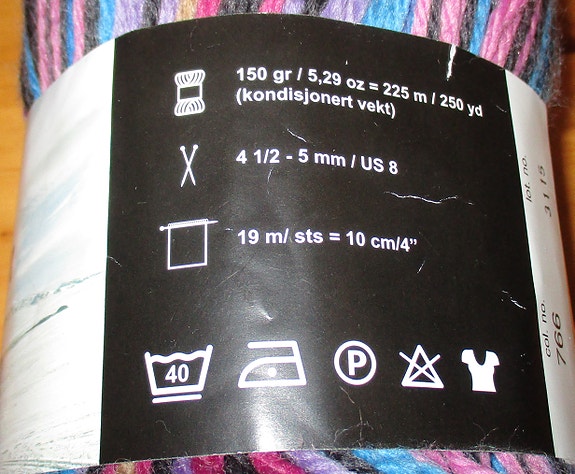 150 gr / 5,29 oz = 225 m / 250 yd
(kondisjonert vekt)
4 1/2 - 5 mm / US 8
19 m/ sts = 10 cm/4”
40
P
lot. no.
3115
col. no.
766